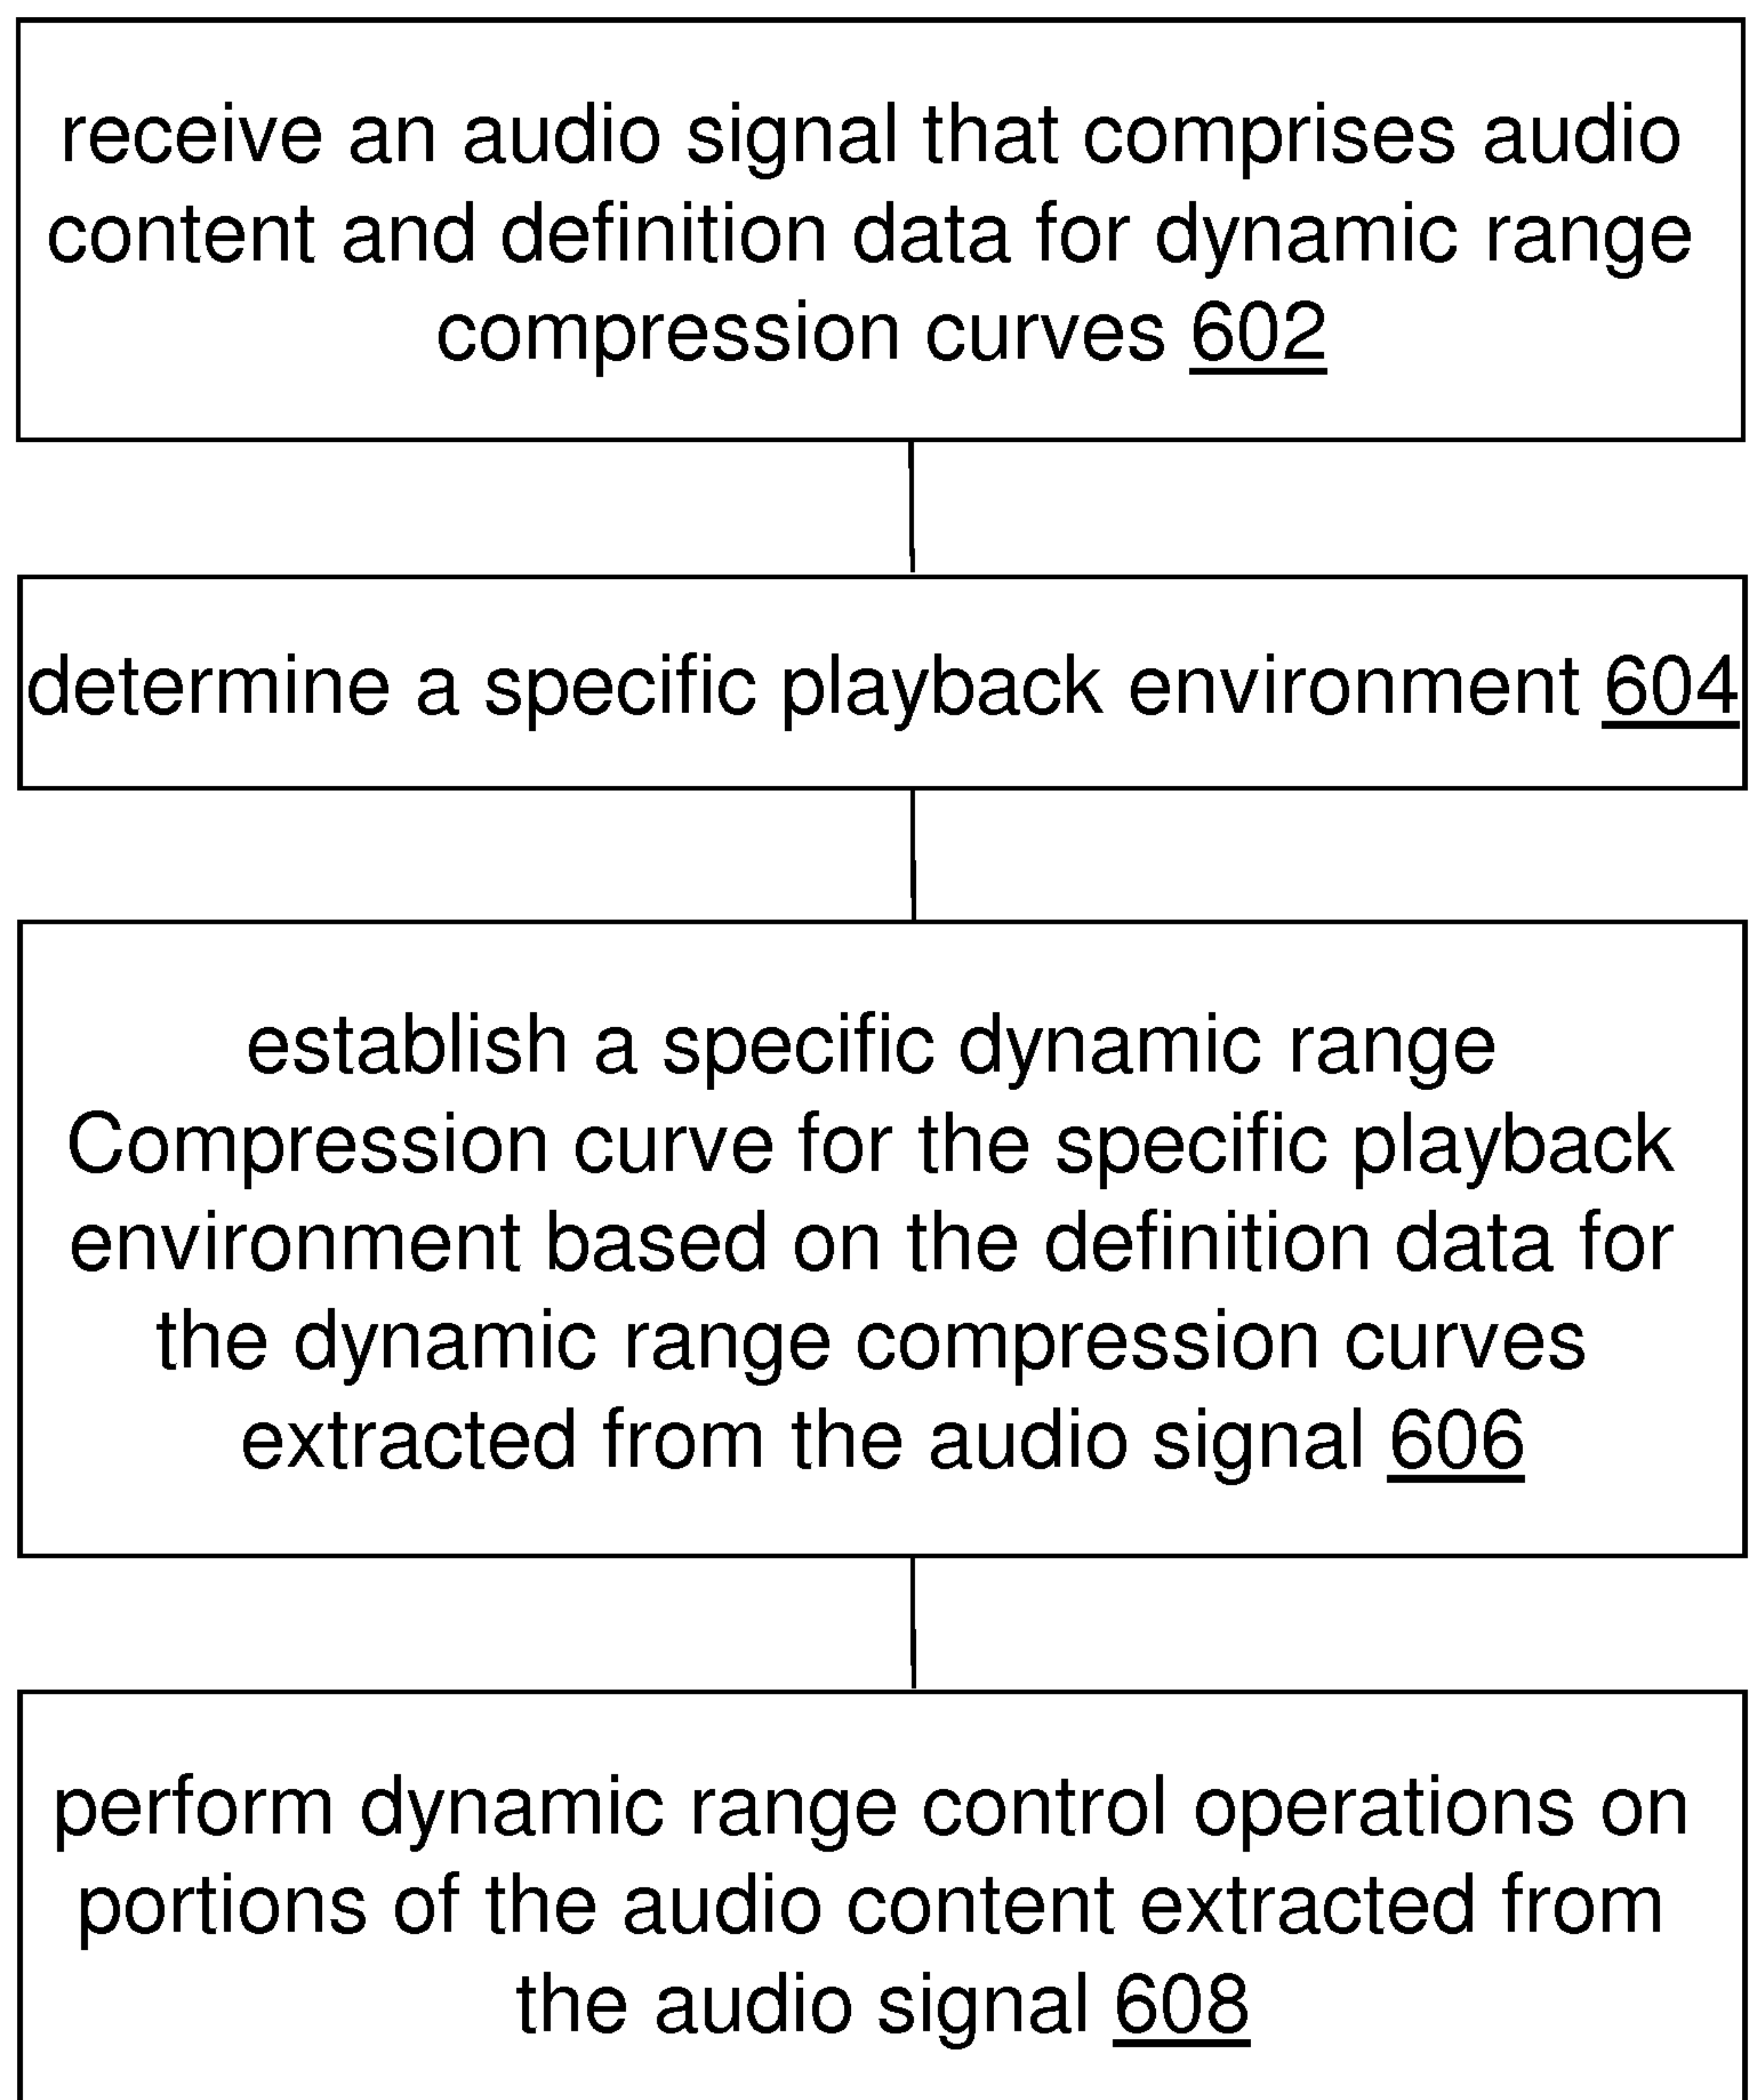 receive an audio signal that comprises audio
content and definition data for dynamic range
compression curves 602
determine a specific playback environment 604
establish a specific dynamic range
Compression curve for the specific playback
environment based on the definition data for
the dynamic range compression curves
extracted from the audio signal 606
perform dynamic range control operations on
portions of the audio content extracted from
the audio signal 608